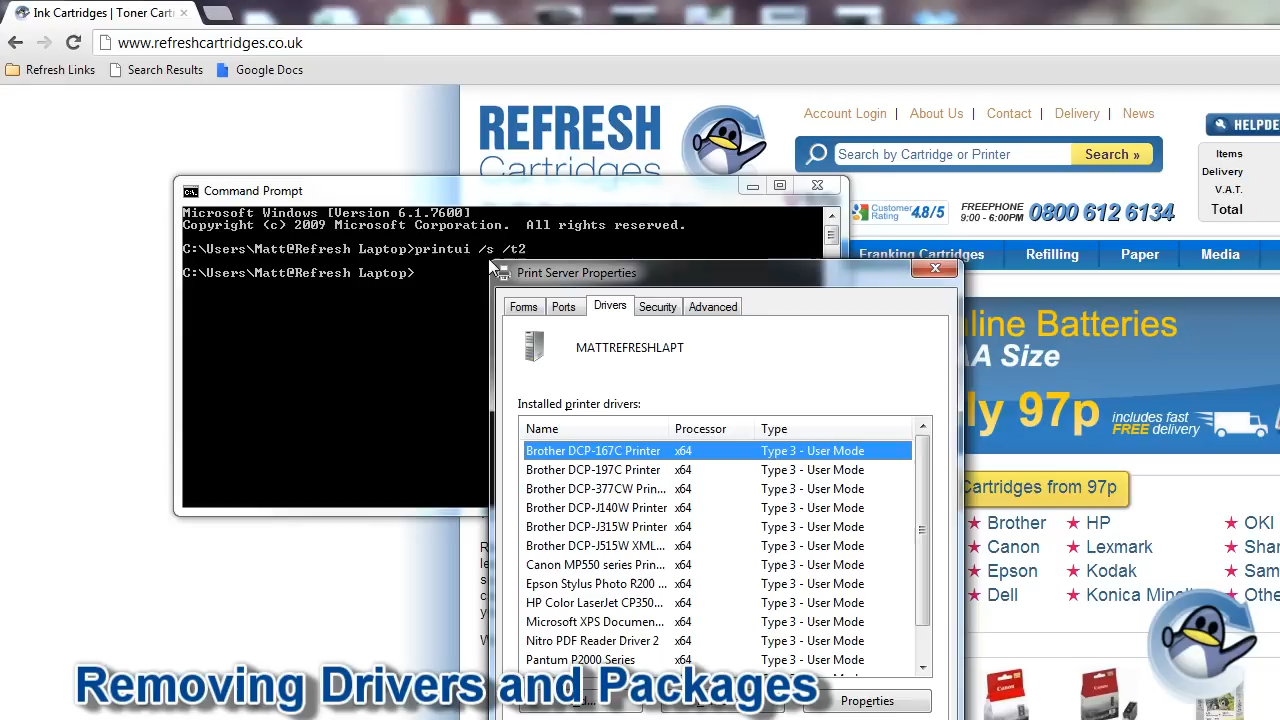 Ink Cartridges | Toner Cart
www.refreshcartridges.co.uk
Refresh Links
Search Results
Google Docs
REFRESH
Cartridges
Account Login | About Us | Contact | Delivery | News
Search by Cartridge or Printer
Search »
HELPDE
Items
Delivery
V.A.T.
Total
Customer Rating 4.8/5
FREEPHONE
9:00 - 6:00PM
0800 612 6134
Franking Cartridges
Refilling
Paper
Media
Command Prompt
Microsoft Windows [Version 6.1.7600]
Copyright (c) 2009 Microsoft Corporation. All rights reserved.
C:\Users\Matt@Refresh Laptop>printui /s /t2
C:\Users\Matt@Refresh Laptop>
Print Server Properties
Forms
Ports
Drivers
Security
Advanced
MATTREFRESHLAPT
Installed printer drivers:
Name Processor Type
Brother DCP-167C Printer x64 Type 3 - User Mode
Brother DCP-197C Printer x64 Type 3 - User Mode
Brother DCP-377CW Prin... x64 Type 3 - User Mode
Brother DCP-J140W Printer x64 Type 3 - User Mode
Brother DCP-J315W Printer x64 Type 3 - User Mode
Brother DCP-J515W XML... x64 Type 3 - User Mode
Canon MP550 series Prin... x64 Type 3 - User Mode
Epson Stylus Photo R200 ... x64 Type 3 - User Mode
HP Color LaserJet CP350... x64 Type 3 - User Mode
Microsoft XPS Documen... x64 Type 3 - User Mode
Nitro PDF Reader Driver 2 x64 Type 3 - User Mode
Pantum P2000 Series x64 Type 3 - User Mode
Properties
line Batteries
AA Size
ly 97p
includes fast
FREE delivery
Cartridges from 97p
★ Brother ★ HP ★ OKI
★ Canon ★ Lexmark ★ Shar
★ Epson ★ Kodak ★ Sam
★ Dell ★ Konica Minol ★ Othe
Canon
Canon
Removing Drivers and Packages